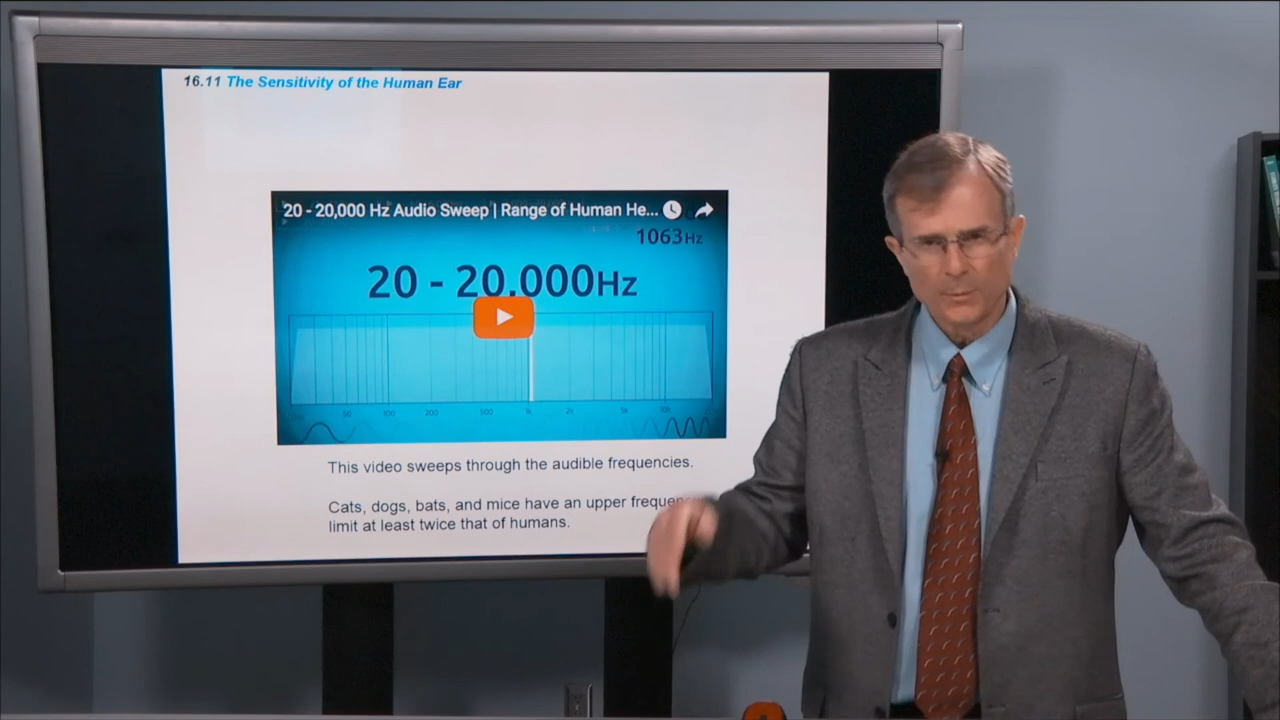 16.11 The Sensitivity of the Human Ear
20 - 20,000 Hz Audio Sweep | Range of Human He...
1063Hz
20 - 20,000Hz
50 100 200 500 1k 2k 5k 10k
This video sweeps through the audible frequencies.
Cats, dogs, bats, and mice have an upper
limit at least twice that of humans.